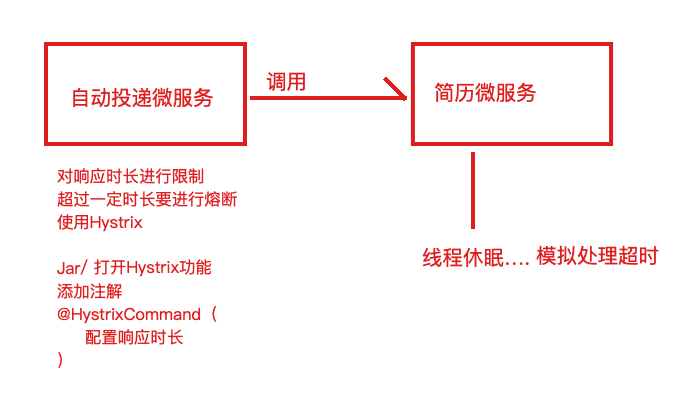 自动投递微服务
调用
简历微服务
对响应时长进行限制
超过一定时长要进行熔断
使用Hystrix
Jar/ 打开Hystrix功能
添加注解
@HystrixCommand（
配置响应时长
）
线程休眠.... 模拟处理超时